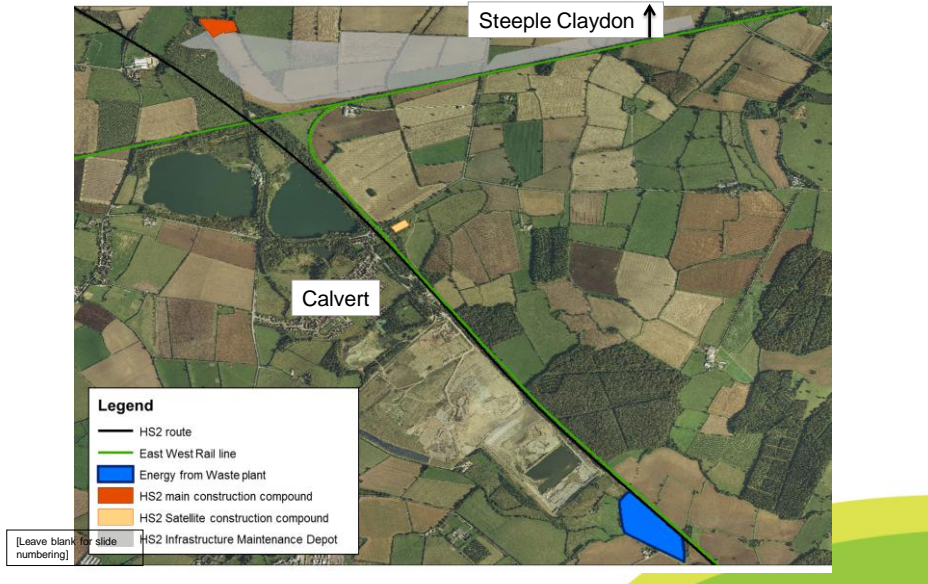 Steeple Claydon
Calvert
Legend
HS2 route
East West Rail line
Energy from Waste plant
HS2 main construction compound
HS2 Satellite construction compound
HS2 Infrastructure Maintenance Depot
[Leave blank for slide
numbering]